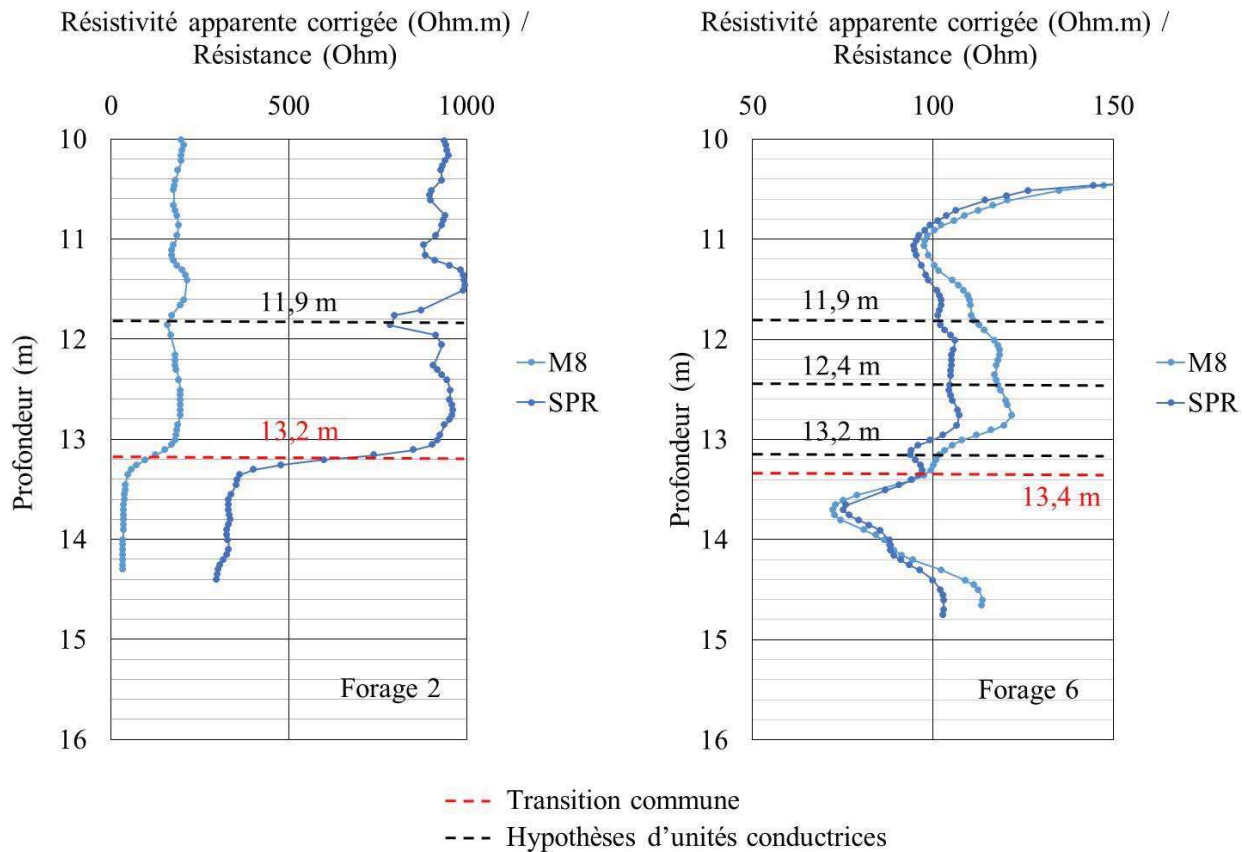 Résistivité apparente corrigée (Ohm.m) /
Résistance (Ohm)
0 500 1000
10
11
12
13
14
15
16
Profondeur (m)
11,9 m
13,2 m
M8
SPR
Forage 2
Résistivité apparente corrigée (Ohm.m) /
Résistance (Ohm)
50 100 150
10
11
12
13
14
15
16
Profondeur (m)
11,9 m
12,4 m
13,2 m
13,4 m
M8
SPR
Forage 6
Transition commune
Hypothèses d’unités conductrices